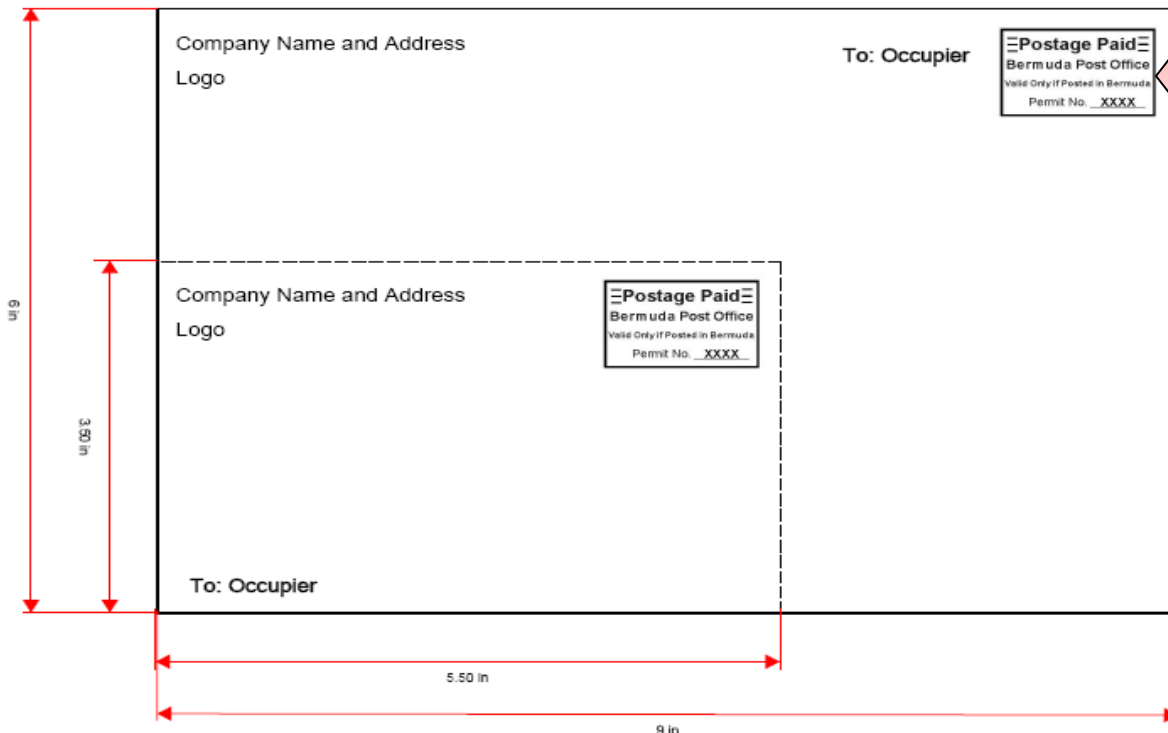 Company Name and Address
Logo
To: Occupier
Postage Paid
Bermuda Post Office
Valid Only if Posted in Bermuda
Permit No. XXXX
6 in
3.50 in
Company Name and Address
Logo
Postage Paid
Bermuda Post Office
Valid Only if Posted in Bermuda
Permit No. XXXX
To: Occupier
5.50 in
9 in